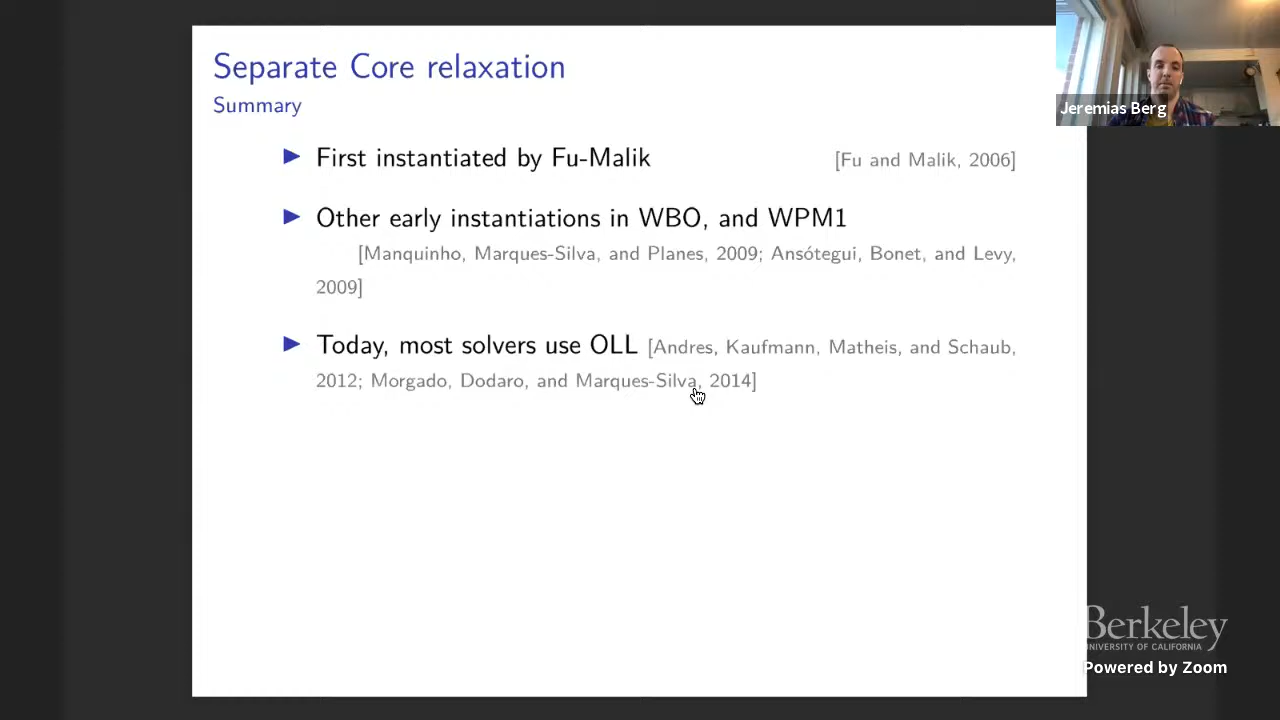 Separate Core relaxation
Summary
▶ First instantiated by Fu-Malik [Fu and Malik, 2006]
▶ Other early instantiations in WBO, and WPM1
[Manquinho, Marques-Silva, and Planes, 2009; Ansótegui, Bonet, and Levy,
2009]
▶ Today, most solvers use OLL [Andres, Kaufmann, Matheis, and Schaub,
2012; Morgado, Dodaro, and Marques-Silva, 2014]
Jeremias Berg
Berkeley
UNIVERSITY OF CALIFORNIA
Powered by Zoom